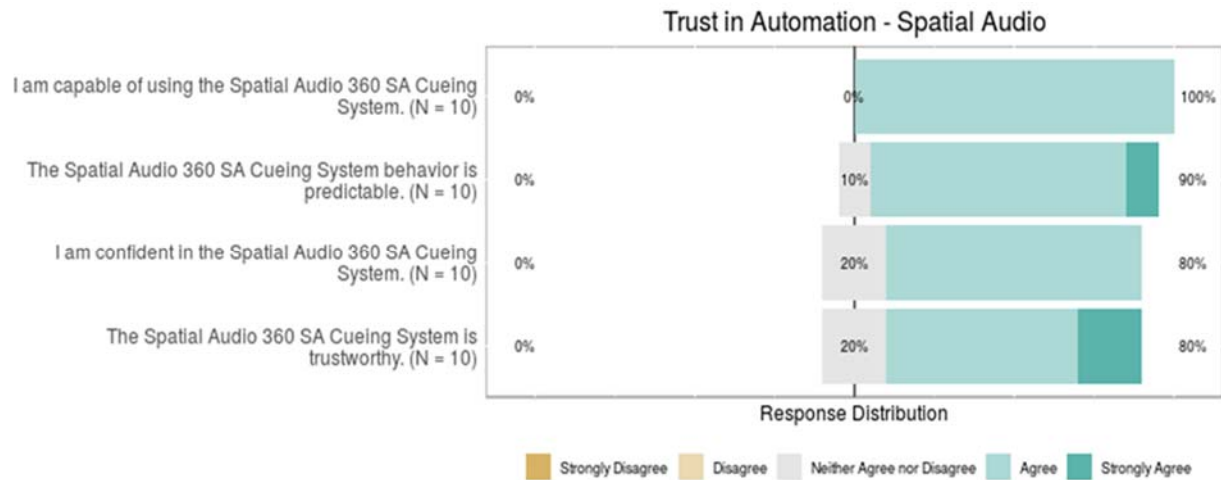 Trust in Automation - Spatial Audio
I am capable of using the Spatial Audio 360 SA Cueing
System. (N = 10)
0%
0%
100%
The Spatial Audio 360 SA Cueing System behavior is
predictable. (N = 10)
0%
10%
90%
I am confident in the Spatial Audio 360 SA Cueing
System. (N = 10)
0%
20%
80%
The Spatial Audio 360 SA Cueing System is
trustworthy. (N = 10)
0%
20%
80%
Response Distribution
Strongly Disagree
Disagree
Neither Agree nor Disagree
Agree
Strongly Agree